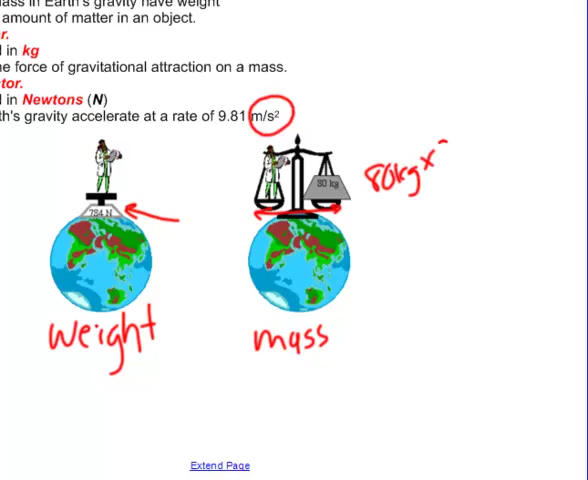 ass in Earth's gravity have weight
amount of matter in an object.
r.
d in kg
ne force of gravitational attraction on a mass.
ctor.
d in Newtons (N)
th's gravity accelerate at a rate of 9.81 m/s²
784 N
80 kg
80kg x
weight
mass
Extend Page